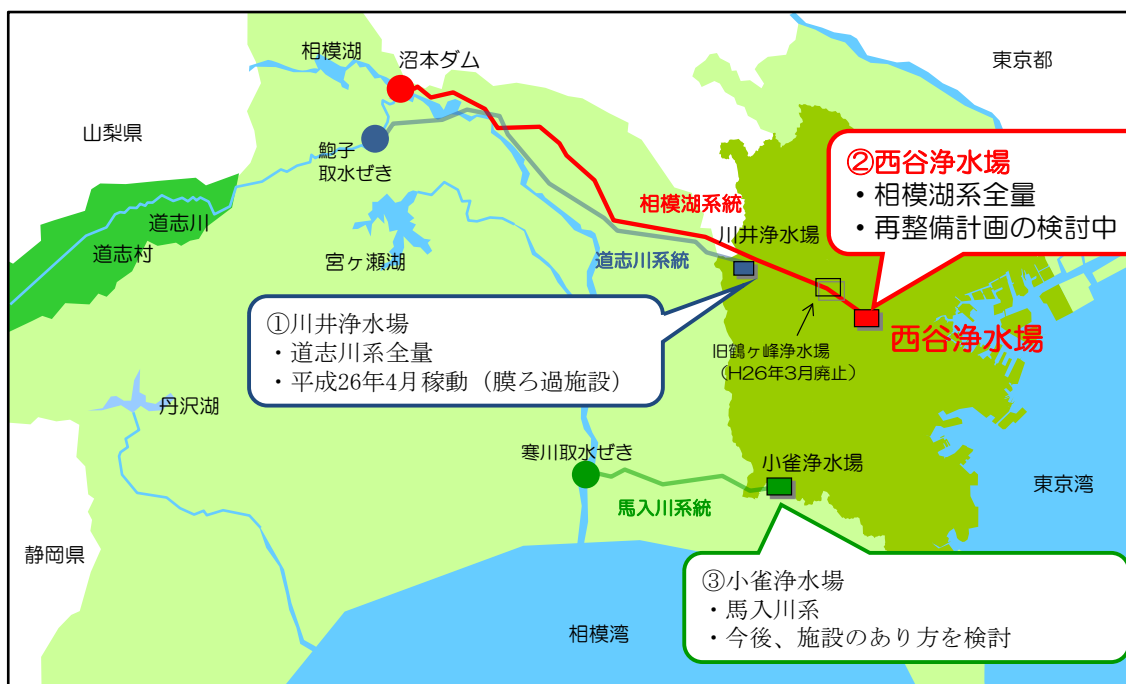 相模湖
沼本ダム
東京都
山梨県
鮑子
取水ぜき
②西谷浄水場
・相模湖系全量
・再整備計画の検討中
道志川
道志村
相模湖系統
川井浄水場
宮ヶ瀬湖
道志川系統
①川井浄水場
・道志川系全量
・平成26年4月稼動（膜ろ過施設）
西谷浄水場
旧鶴ヶ峰浄水場
（H26年3月廃止）
丹沢湖
寒川取水ぜき
小雀浄水場
東京湾
馬入川系統
静岡県
③小雀浄水場
・馬入川系
・今後、施設のあり方を検討
相模湾